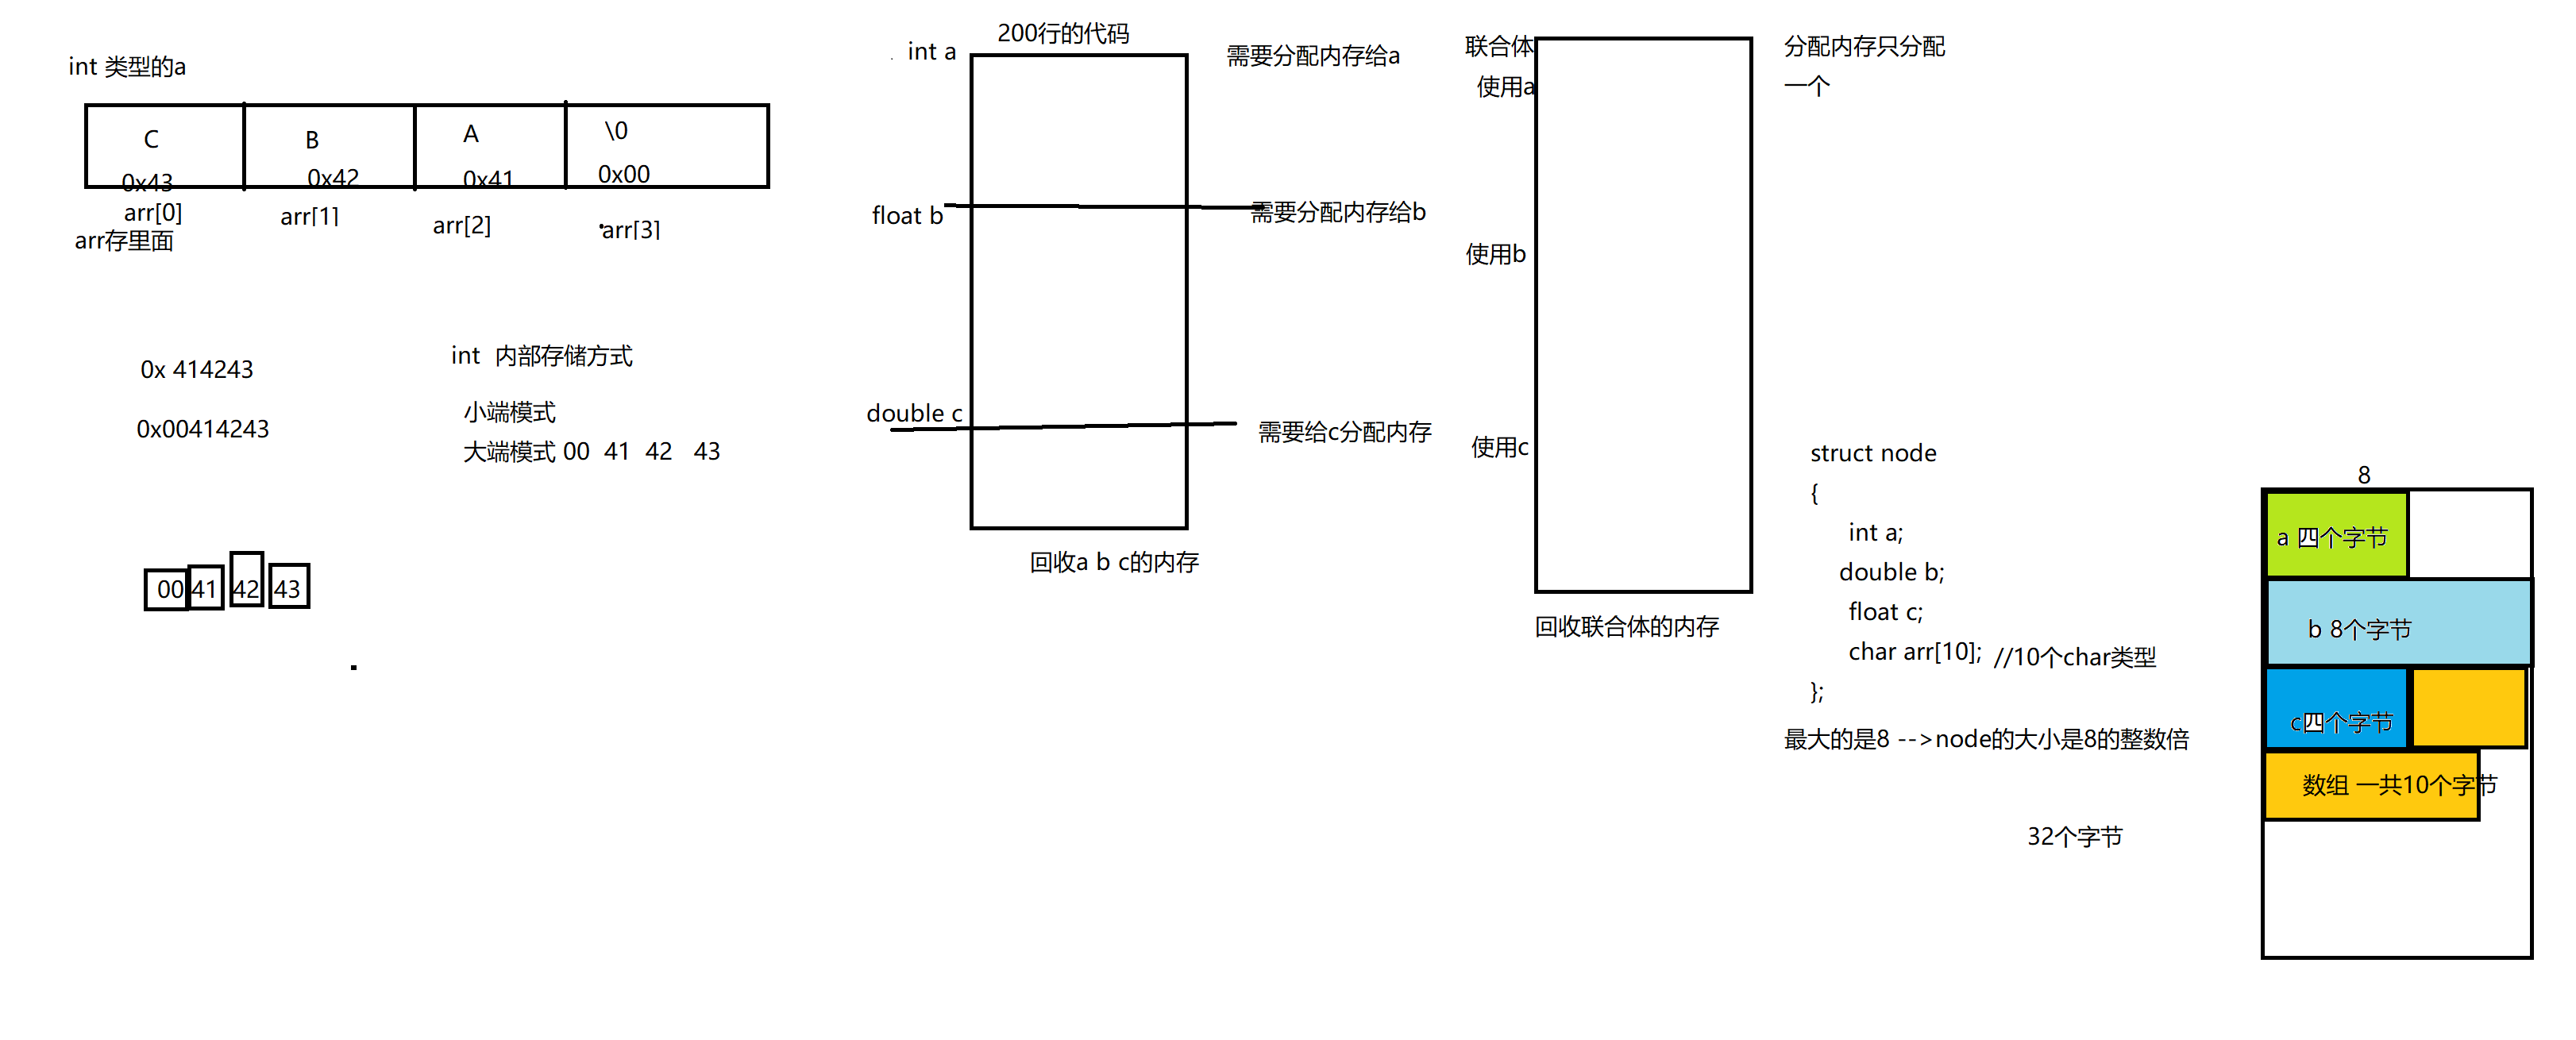 int 类型的a
C
B
A
\0
0x43
0x42
0x41
0x00
arr[0]
arr[1]
arr[2]
arr[3]
arr存里面
0x 414243
0x00414243
int 内部存储方式
小端模式
大端模式 00 41 42 43
00 41 42 43
200行的代码
int a
需要分配内存给a
float b
需要分配内存给b
double c
需要给c分配内存
回收a b c的内存
联合体
使用a
使用b
使用c
分配内存只分配
一个
回收联合体的内存
struct node
{
int a;
double b;
float c;
char arr[10]; //10个char类型
};
最大的是8 -->node的大小是8的整数倍
32个字节
8
a 四个字节
b 8个字节
c四个字节
数组 一共10个字节